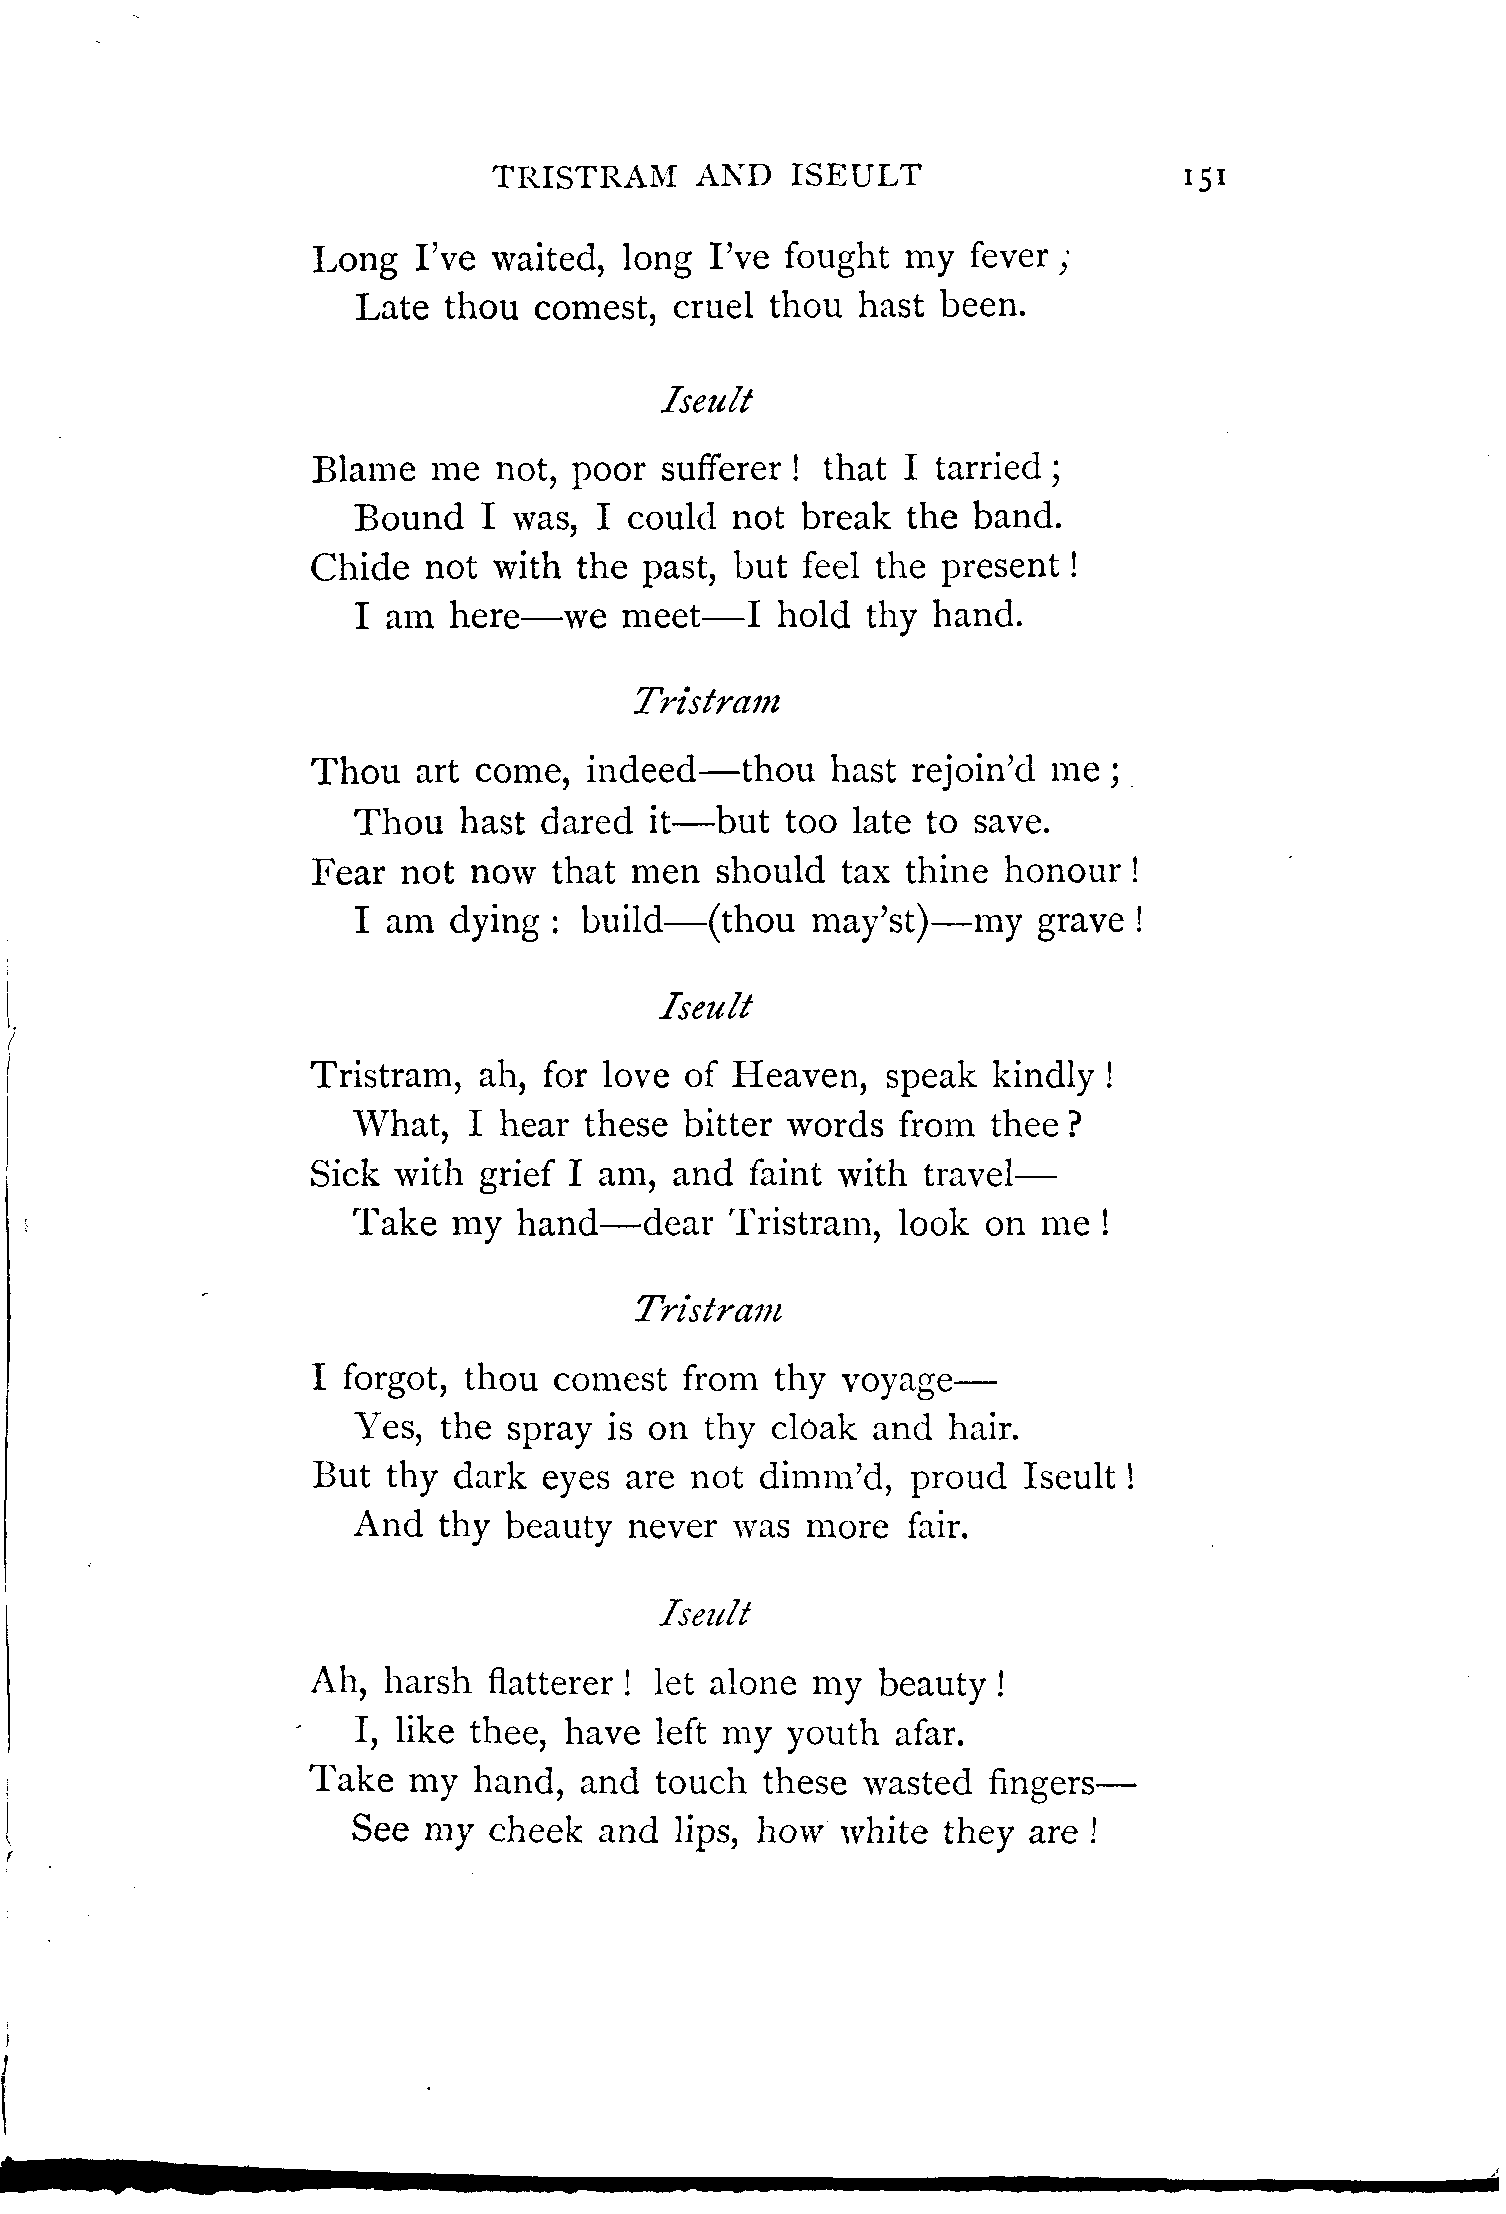 TRISTRAM AND ISEULT 151
Long I've waited, long I've fought my fever;
Late thou comest, cruel thou hast been.
Iseult
Blame me not, poor sufferer! that I tarried;
Bound I was, I could not break the band.
Chide not with the past, but feel the present!
I am here—we meet—I hold thy hand.
Tristram
Thou art come, indeed—thou hast rejoin'd me;
Thou hast dared it—but too late to save.
Fear not now that men should tax thine honour!
I am dying: build—(thou may'st)—my grave!
Iseult
Tristram, ah, for love of Heaven, speak kindly!
What, I hear these bitter words from thee?
Sick with grief I am, and faint with travel—
Take my hand—dear Tristram, look on me!
Tristram
I forgot, thou comest from thy voyage—
Yes, the spray is on thy cloak and hair.
But thy dark eyes are not dimm'd, proud Iseult!
And thy beauty never was more fair.
Iseult
Ah, harsh flatterer! let alone my beauty!
I, like thee, have left my youth afar.
Take my hand, and touch these wasted fingers—
See my cheek and lips, how white they are!